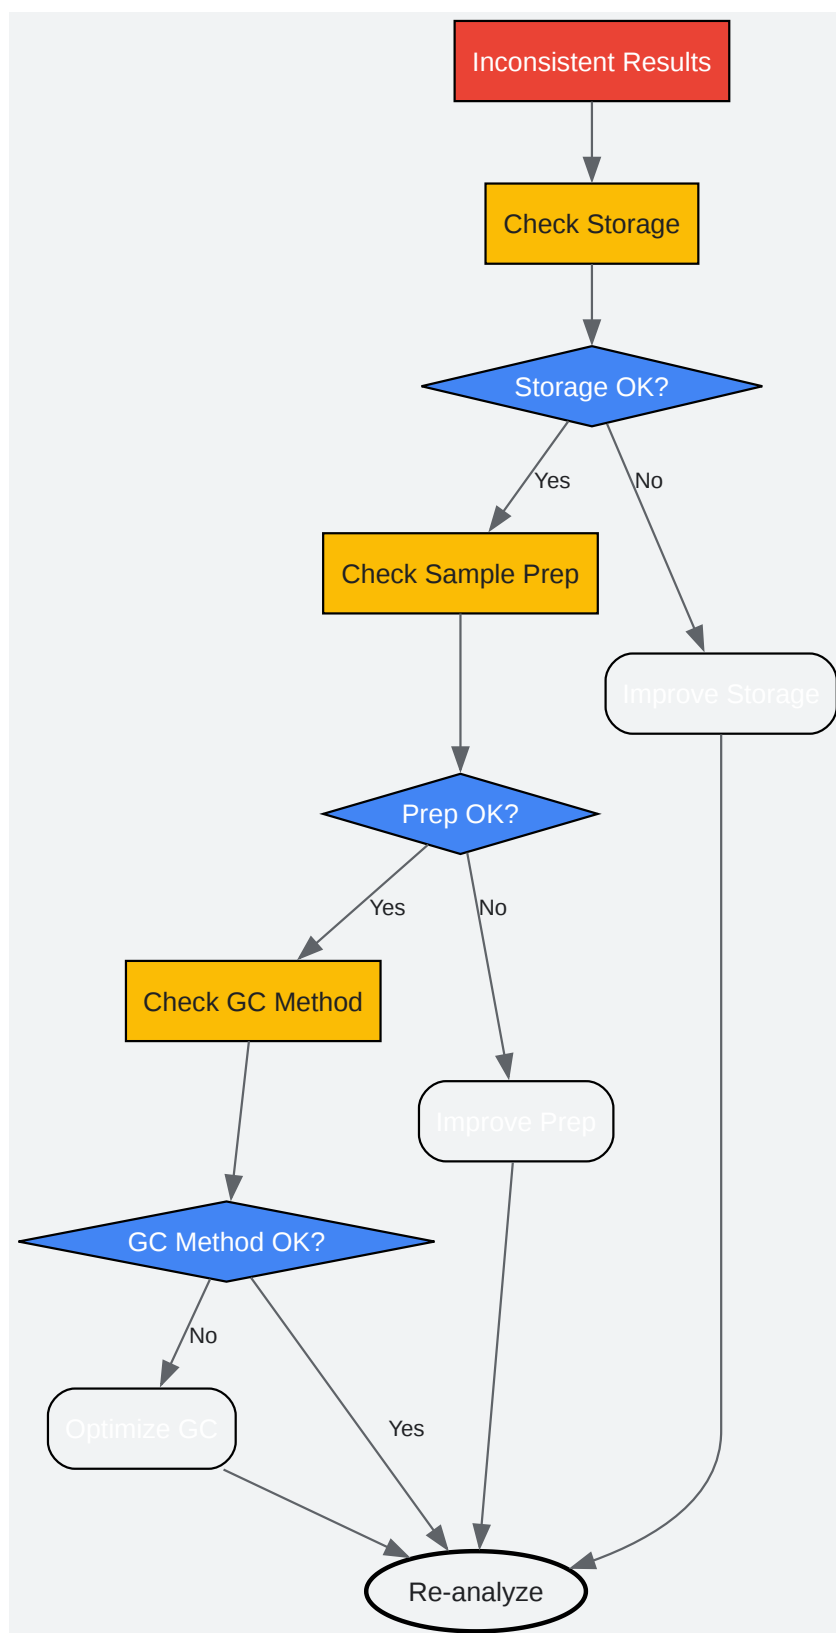 Inconsistent Results
Check Storage
Storage OK?
Yes
No
Check Sample Prep
Improve Storage
Prep OK?
Yes
No
Check GC Method
Improve Prep
GC Method OK?
No
Optimize GC
Yes
Re-analyze